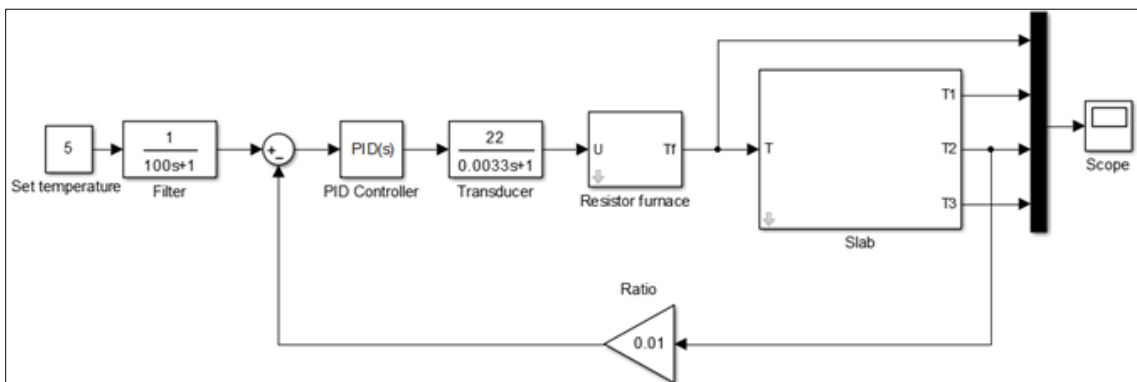 5
Set temperature
1
100s+1
Filter
+
−
PID(s)
PID Controller
22
0.0033s+1
Transducer
U
Tf
Resistor furnace
T
T1
T2
T3
Slab
Scope
Ratio
0.01